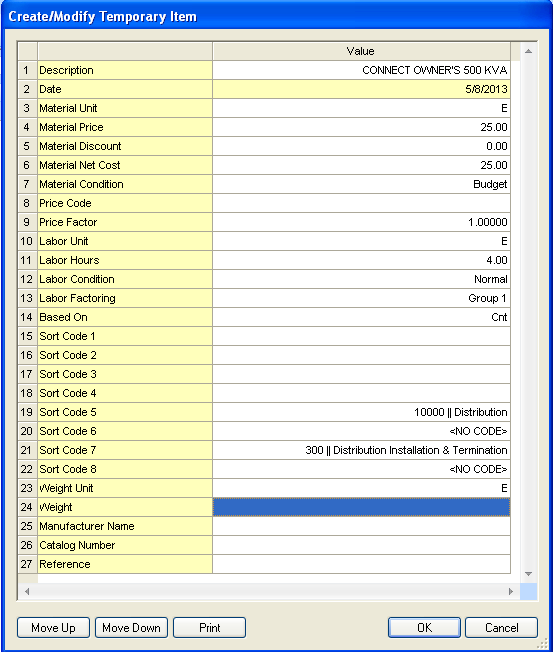 Create/Modify Temporary Item
Value
1 Description CONNECT OWNER'S 500 KVA
2 Date 5/8/2013
3 Material Unit E
4 Material Price 25.00
5 Material Discount 0.00
6 Material Net Cost 25.00
7 Material Condition Budget
8 Price Code
9 Price Factor 1.00000
10 Labor Unit E
11 Labor Hours 4.00
12 Labor Condition Normal
13 Labor Factoring Group 1
14 Based On Cnt
15 Sort Code 1
16 Sort Code 2
17 Sort Code 3
18 Sort Code 4
19 Sort Code 5 10000 || Distribution
20 Sort Code 6 <NO CODE>
21 Sort Code 7 300 || Distribution Installation & Termination
22 Sort Code 8 <NO CODE>
23 Weight Unit E
24 Weight
25 Manufacturer Name
26 Catalog Number
27 Reference
Move Up Move Down Print OK Cancel